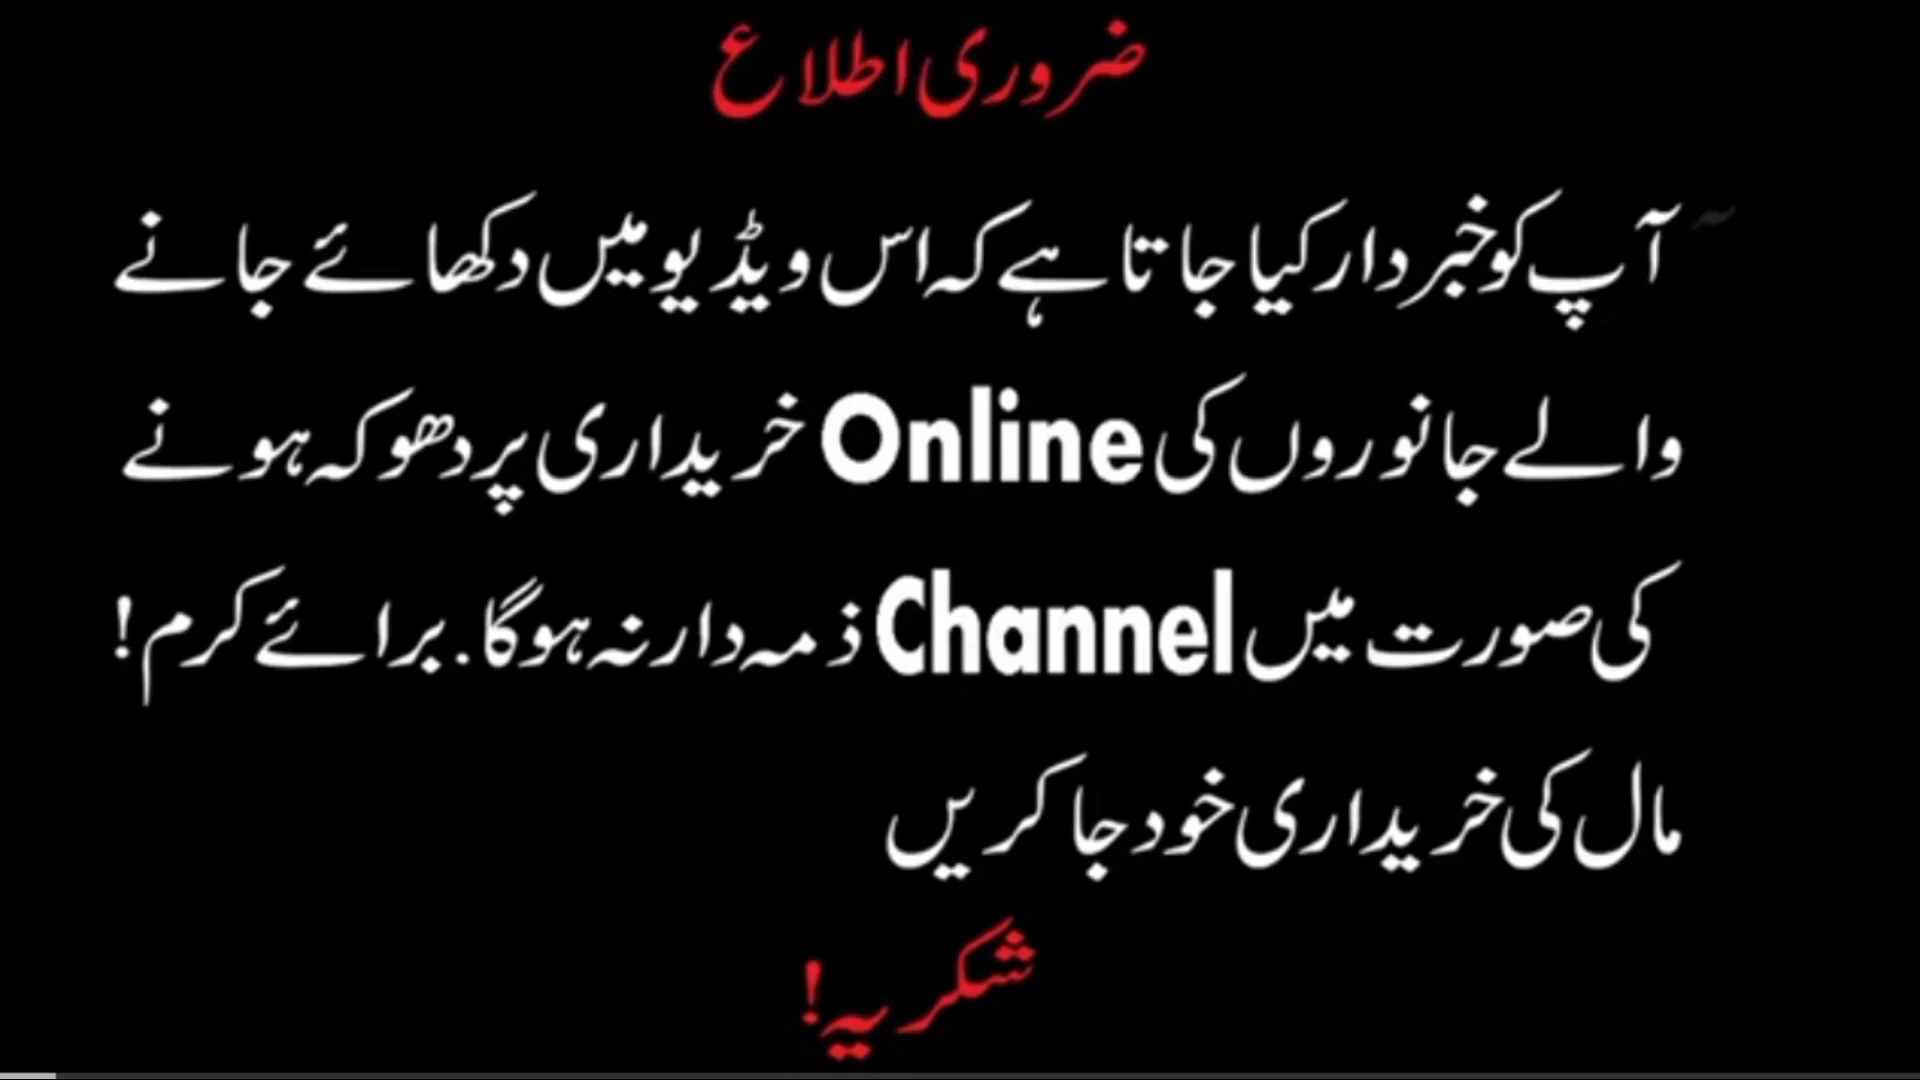 ضروری اطلاع
آپ کو خبردار کیا جاتا ہے کہ اس ویڈیو میں دکھائے جانے
والے جانوروں کی Online خریداری پر دھوکہ ہونے
کی صورت میں Channel ذمہ دار نہ ہوگا. برائے کرم!
مال کی خریداری خود جا کریں
شکریہ!